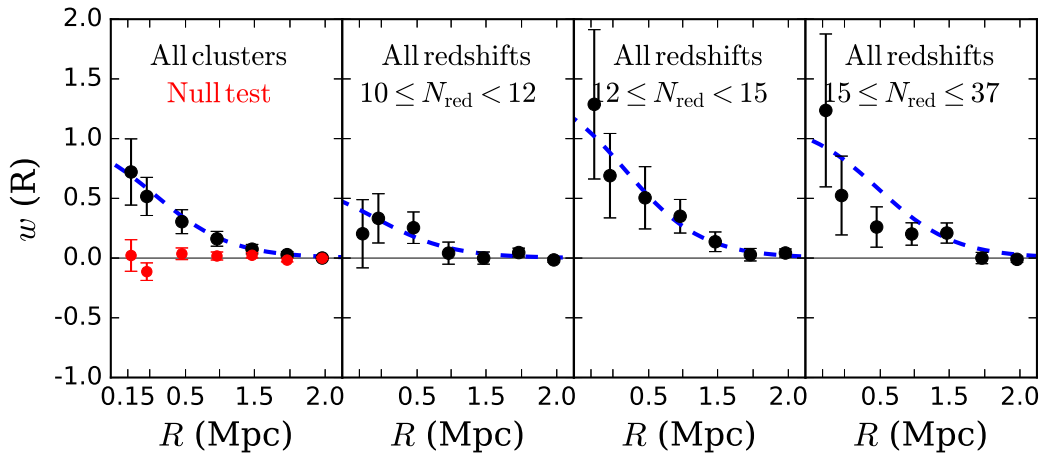 All clusters
Null test
All redshifts
10 ≤ N_red < 12
All redshifts
12 ≤ N_red < 15
All redshifts
15 ≤ N_red ≤ 37
w (R)
2.0
1.5
1.0
0.5
0.0
-0.5
-1.0
0.15 0.5 1.5 2.0
0.5 1.5 2.0
0.5 1.5 2.0
0.5 1.5 2.0
R (Mpc)
R (Mpc)
R (Mpc)
R (Mpc)